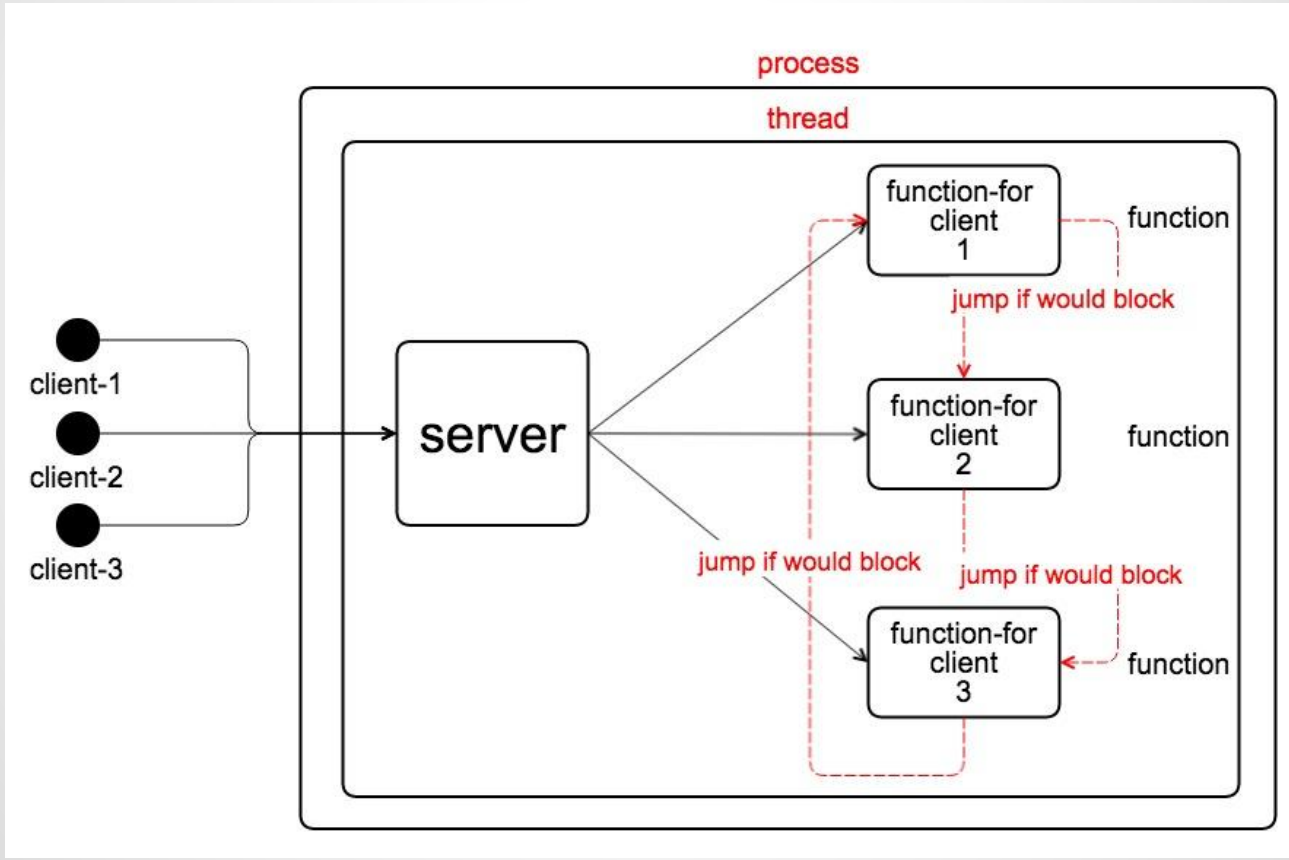 process
thread
function-for
client
1
function
jump if would block
client-1
client-2
client-3
server
function-for
client
2
function
jump if would block
jump if would block
function-for
client
3
function